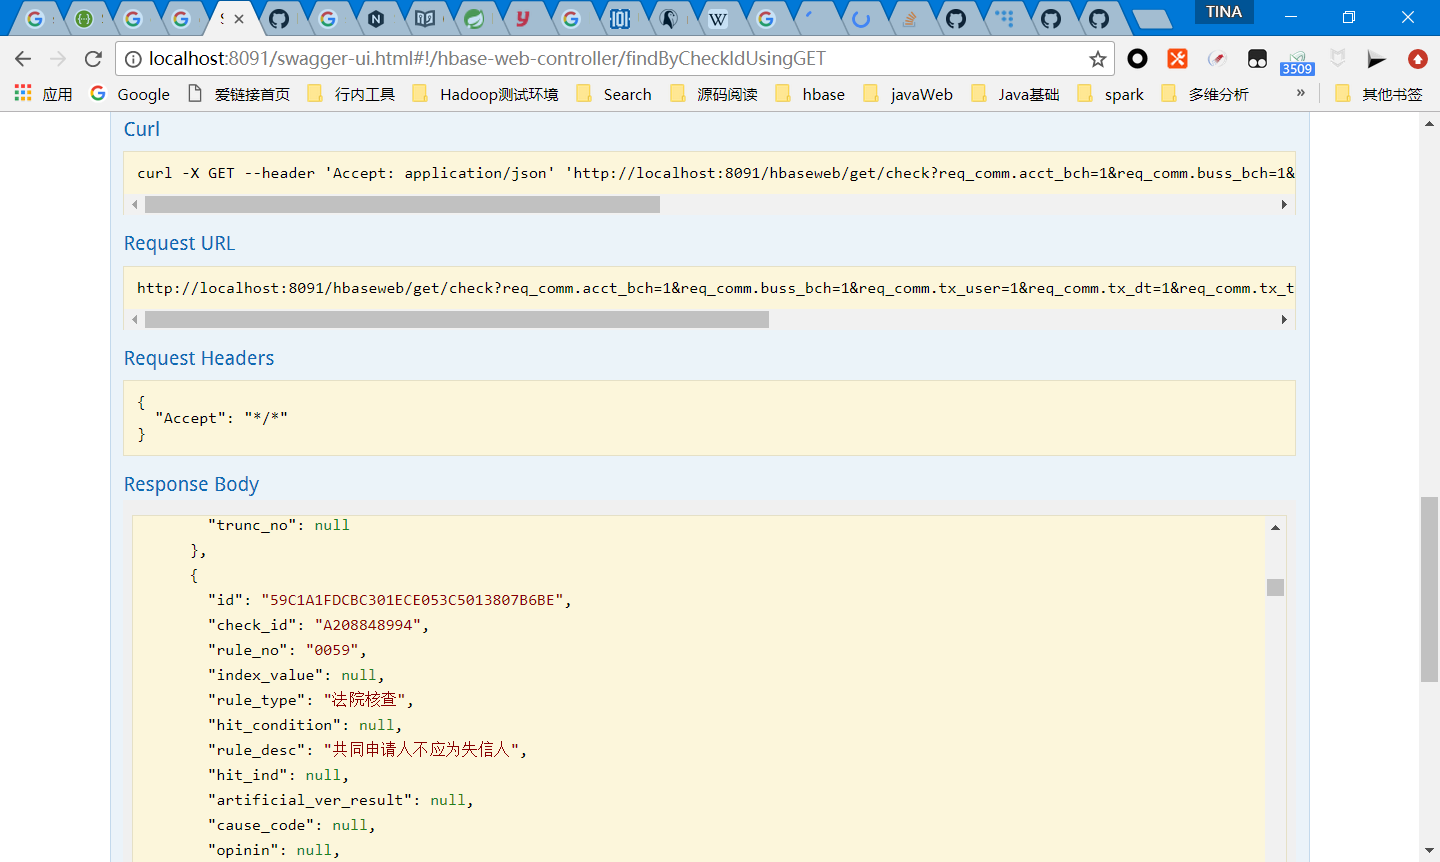 TINA
localhost:8091/swagger-ui.html#!/hbase-web-controller/findByCheckIdUsingGET
3509
应用 Google 爱链接首页 行内工具 Hadoop测试环境 Search 源码阅读 hbase javaWeb Java基础 spark 多维分析 » 其他书签
Curl
curl -X GET --header 'Accept: application/json' 'http://localhost:8091/hbaseweb/get/check?req_comm.acct_bch=1&req_comm.buss_bch=1&
Request URL
http://localhost:8091/hbaseweb/get/check?req_comm.acct_bch=1&req_comm.buss_bch=1&req_comm.tx_user=1&req_comm.tx_dt=1&req_comm.tx_t
Request Headers
{
"Accept": "*/*"
}
Response Body
"trunc_no": null
},
{
"id": "59C1A1FDCBC301ECE053C5013807B6BE",
"check_id": "A208848994",
"rule_no": "0059",
"index_value": null,
"rule_type": "法院核查",
"hit_condition": null,
"rule_desc": "共同申请人不应为失信人",
"hit_ind": null,
"artificial_ver_result": null,
"cause_code": null,
"opinin": null,